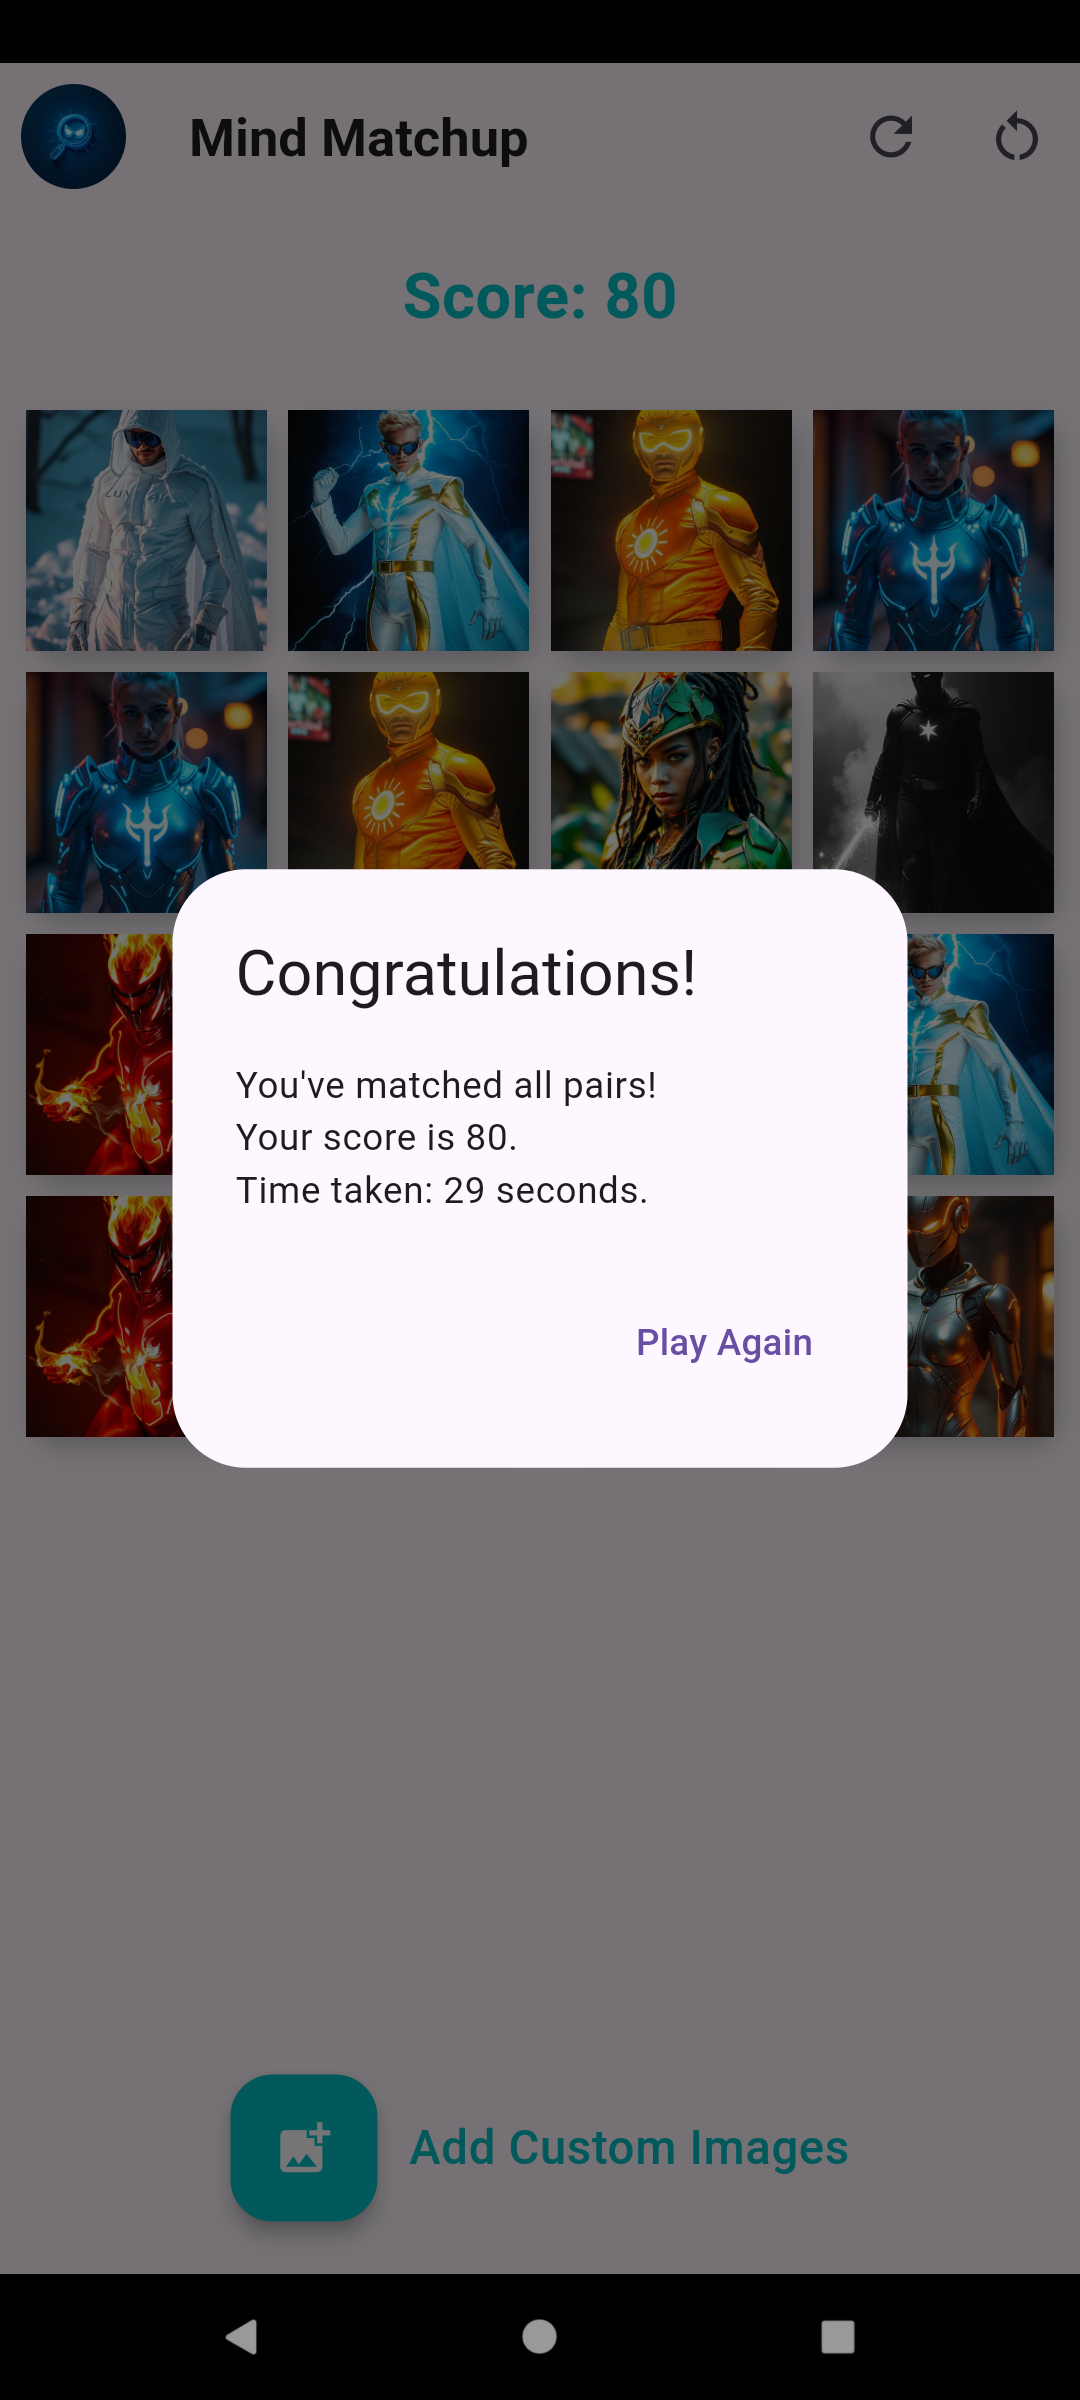 Mind Matchup
Score: 80
Congratulations!
You've matched all pairs!
Your score is 80.
Time taken: 29 seconds.
Play Again
Add Custom Images